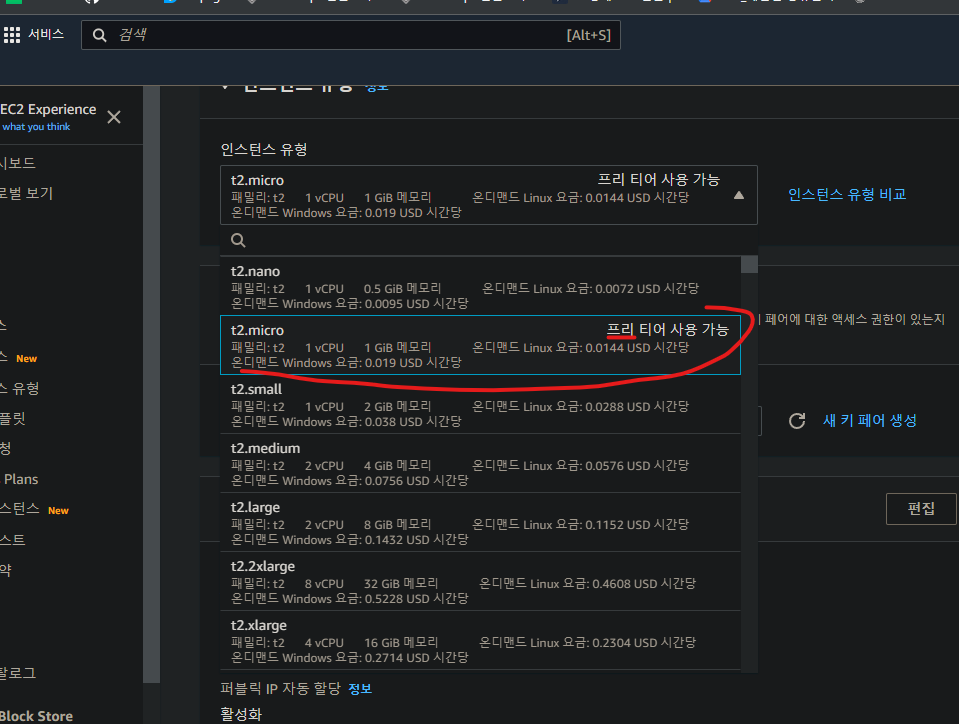 서비스
검색
[Alt+S]
EC2 Experience
what you think
시보드
로벌 보기
스
스 New
스 유형
플릿
청
Plans
스턴스 New
스트
약
탈로그
Block Store
인스턴스 유형 정보
인스턴스 유형
t2.micro 프리 티어 사용 가능
패밀리: t2 1 vCPU 1 GiB 메모리 온디맨드 Linux 요금: 0.0144 USD 시간당
온디맨드 Windows 요금: 0.019 USD 시간당
인스턴스 유형 비교
t2.nano
패밀리: t2 1 vCPU 0.5 GiB 메모리 온디맨드 Linux 요금: 0.0072 USD 시간당
온디맨드 Windows 요금: 0.0095 USD 시간당
t2.micro 프리 티어 사용 가능
패밀리: t2 1 vCPU 1 GiB 메모리 온디맨드 Linux 요금: 0.0144 USD 시간당
온디맨드 Windows 요금: 0.019 USD 시간당
페어에 대한 액세스 권한이 있는지
t2.small
패밀리: t2 1 vCPU 2 GiB 메모리 온디맨드 Linux 요금: 0.0288 USD 시간당
온디맨드 Windows 요금: 0.038 USD 시간당
새 키 페어 생성
t2.medium
패밀리: t2 2 vCPU 4 GiB 메모리 온디맨드 Linux 요금: 0.0576 USD 시간당
온디맨드 Windows 요금: 0.0756 USD 시간당
t2.large
패밀리: t2 2 vCPU 8 GiB 메모리 온디맨드 Linux 요금: 0.1152 USD 시간당
온디맨드 Windows 요금: 0.1432 USD 시간당
편집
t2.2xlarge
패밀리: t2 8 vCPU 32 GiB 메모리 온디맨드 Linux 요금: 0.4608 USD 시간당
온디맨드 Windows 요금: 0.5228 USD 시간당
t2.xlarge
패밀리: t2 4 vCPU 16 GiB 메모리 온디맨드 Linux 요금: 0.2304 USD 시간당
온디맨드 Windows 요금: 0.2714 USD 시간당
퍼블릭 IP 자동 할당 정보
활성화